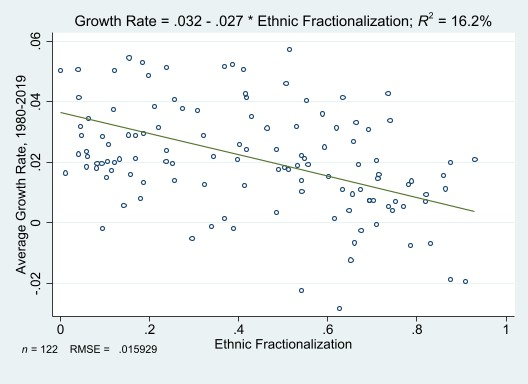 Growth Rate = .032 - .027 * Ethnic Fractionalization; R² = 16.2%
Average Growth Rate, 1980-2019
.06
.04
.02
0
-.02
0 .2 .4 .6 .8 1
Ethnic Fractionalization
n = 122 RMSE = .015929